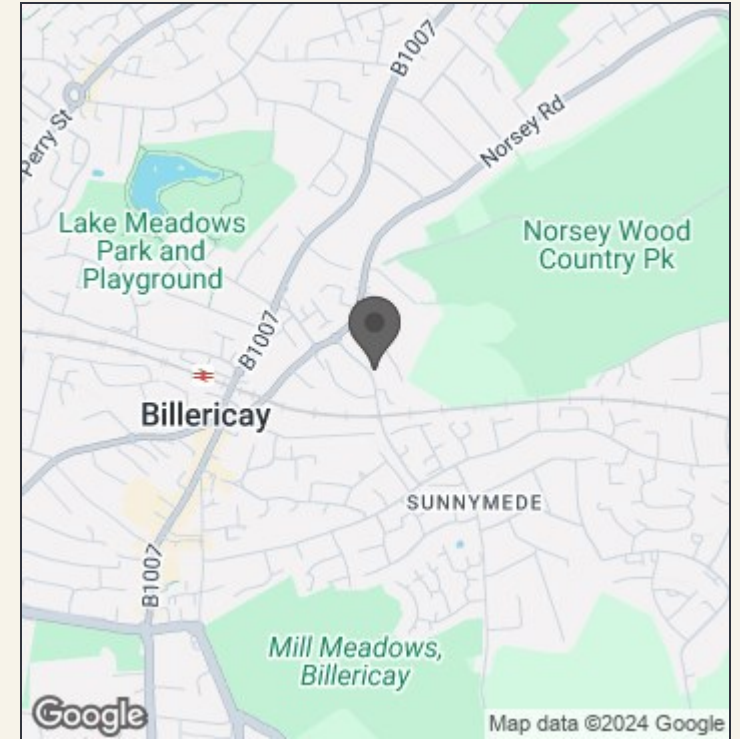 B1007
Norsey Rd
Perry St
Lake Meadows
Park and
Playground
Norsey Wood
Country Pk
B1007
Billericay
SUNNYMEDE
B1007
Mill Meadows,
Billericay
Google
Map data ©2024 Google